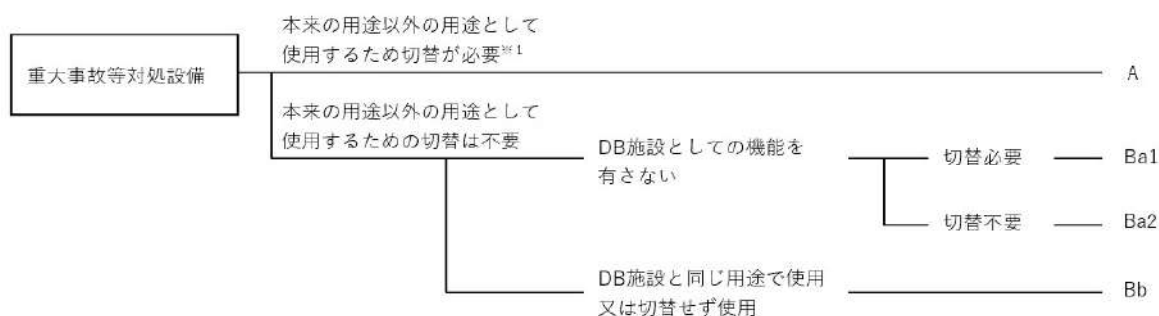 本来の用途以外の用途として
使用するため切替が必要※1
重大事故等対処設備
A
本来の用途以外の用途として
使用するための切替は不要
DB施設としての機能を
有さない
切替必要
Ba1
切替不要
Ba2
DB施設と同じ用途で使用
又は切替せず使用
Bb